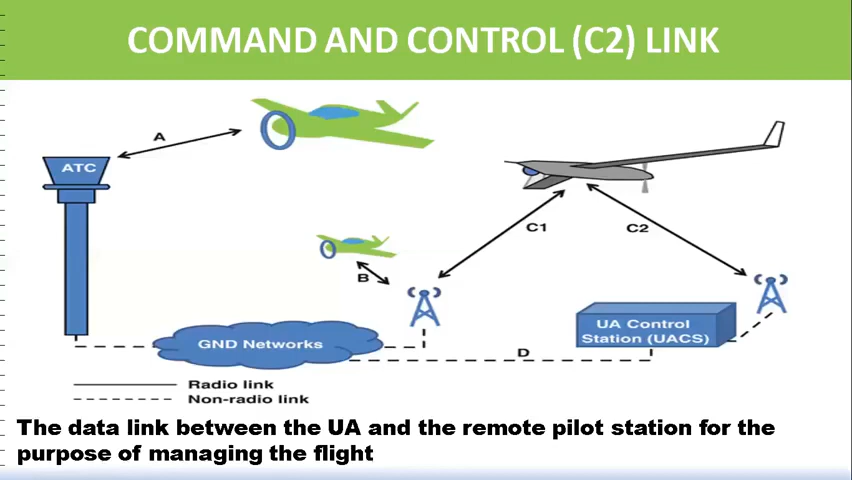 COMMAND AND CONTROL (C2) LINK
A
ATC
C1
C2
B
GND Networks
UA Control
Station (UACS)
D
Radio link
Non-radio link
The data link between the UA and the remote pilot station for the
purpose of managing the flight